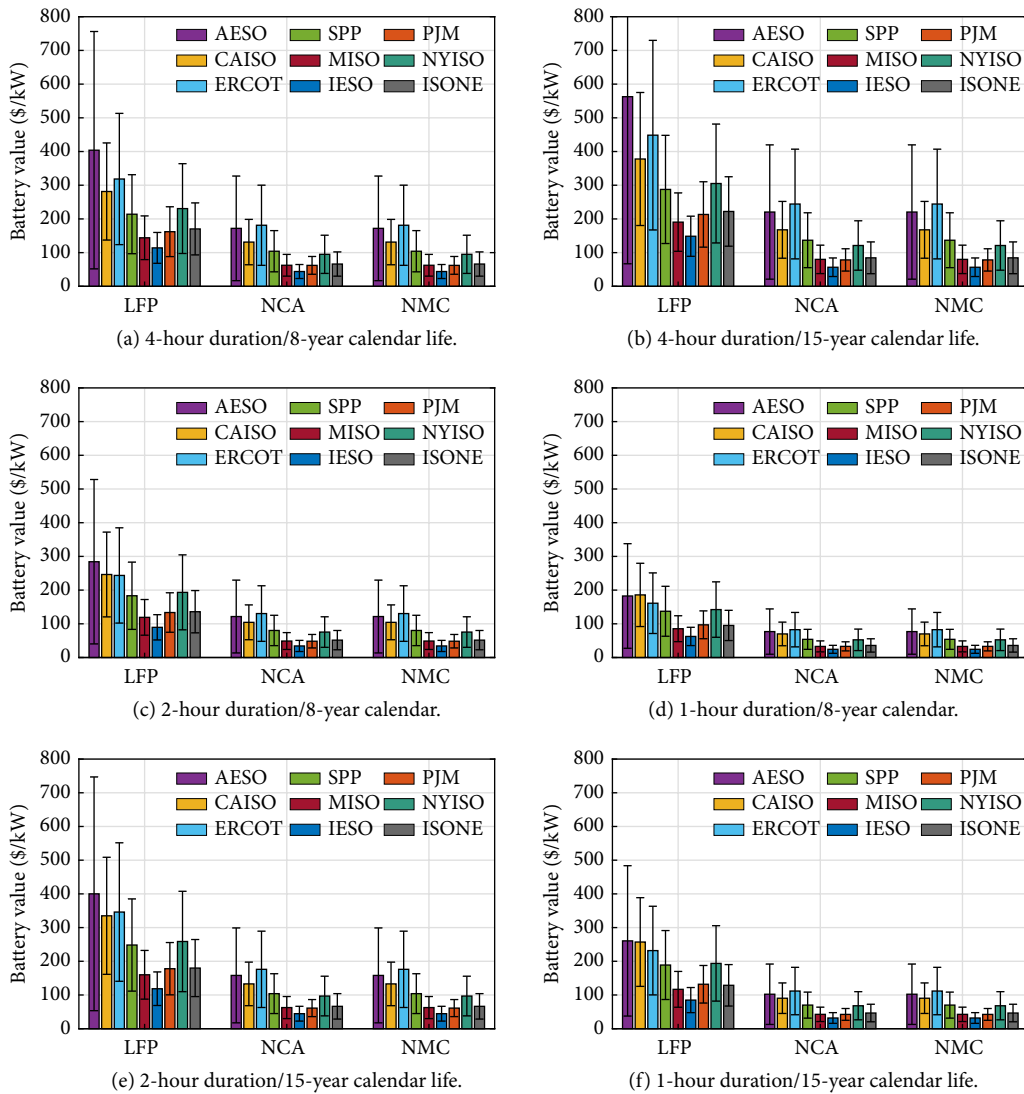 800
700
600
500
400
300
200
100
0
Battery value ($/kW)
AESO SPP PJM
CAISO MISO NYISO
ERCOT IESO ISONE
LFP NCA NMC
(a) 4-hour duration/8-year calendar life.
800
700
600
500
400
300
200
100
0
Battery value ($/kW)
AESO SPP PJM
CAISO MISO NYISO
ERCOT IESO ISONE
LFP NCA NMC
(b) 4-hour duration/15-year calendar life.
800
700
600
500
400
300
200
100
0
Battery value ($/kW)
AESO SPP PJM
CAISO MISO NYISO
ERCOT IESO ISONE
LFP NCA NMC
(c) 2-hour duration/8-year calendar.
800
700
600
500
400
300
200
100
0
Battery value ($/kW)
AESO SPP PJM
CAISO MISO NYISO
ERCOT IESO ISONE
LFP NCA NMC
(d) 1-hour duration/8-year calendar.
800
700
600
500
400
300
200
100
0
Battery value ($/kW)
AESO SPP PJM
CAISO MISO NYISO
ERCOT IESO ISONE
LFP NCA NMC
(e) 2-hour duration/15-year calendar life.
800
700
600
500
400
300
200
100
0
Battery value ($/kW)
AESO SPP PJM
CAISO MISO NYISO
ERCOT IESO ISONE
LFP NCA NMC
(f) 1-hour duration/15-year calendar life.